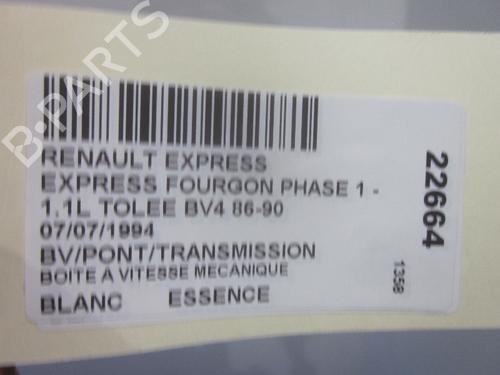 RENAULT EXPRESS
EXPRESS FOURGON PHASE 1 -
1.1L TOLEE BV4 86-90
07/07/1994
BV/PONT/TRANSMISSION
BOITE A VITESSE MECANIQUE
BLANC ESSENCE
22664
1358
B-PARTS